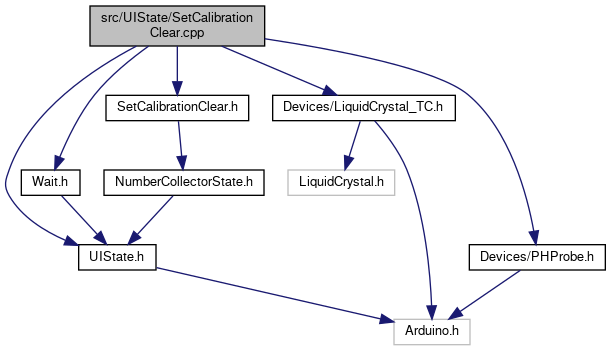 src/UIState/SetCalibration
Clear.cpp
SetCalibrationClear.h
Devices/LiquidCrystal_TC.h
Wait.h
NumberCollectorState.h
LiquidCrystal.h
UIState.h
Devices/PHProbe.h
Arduino.h